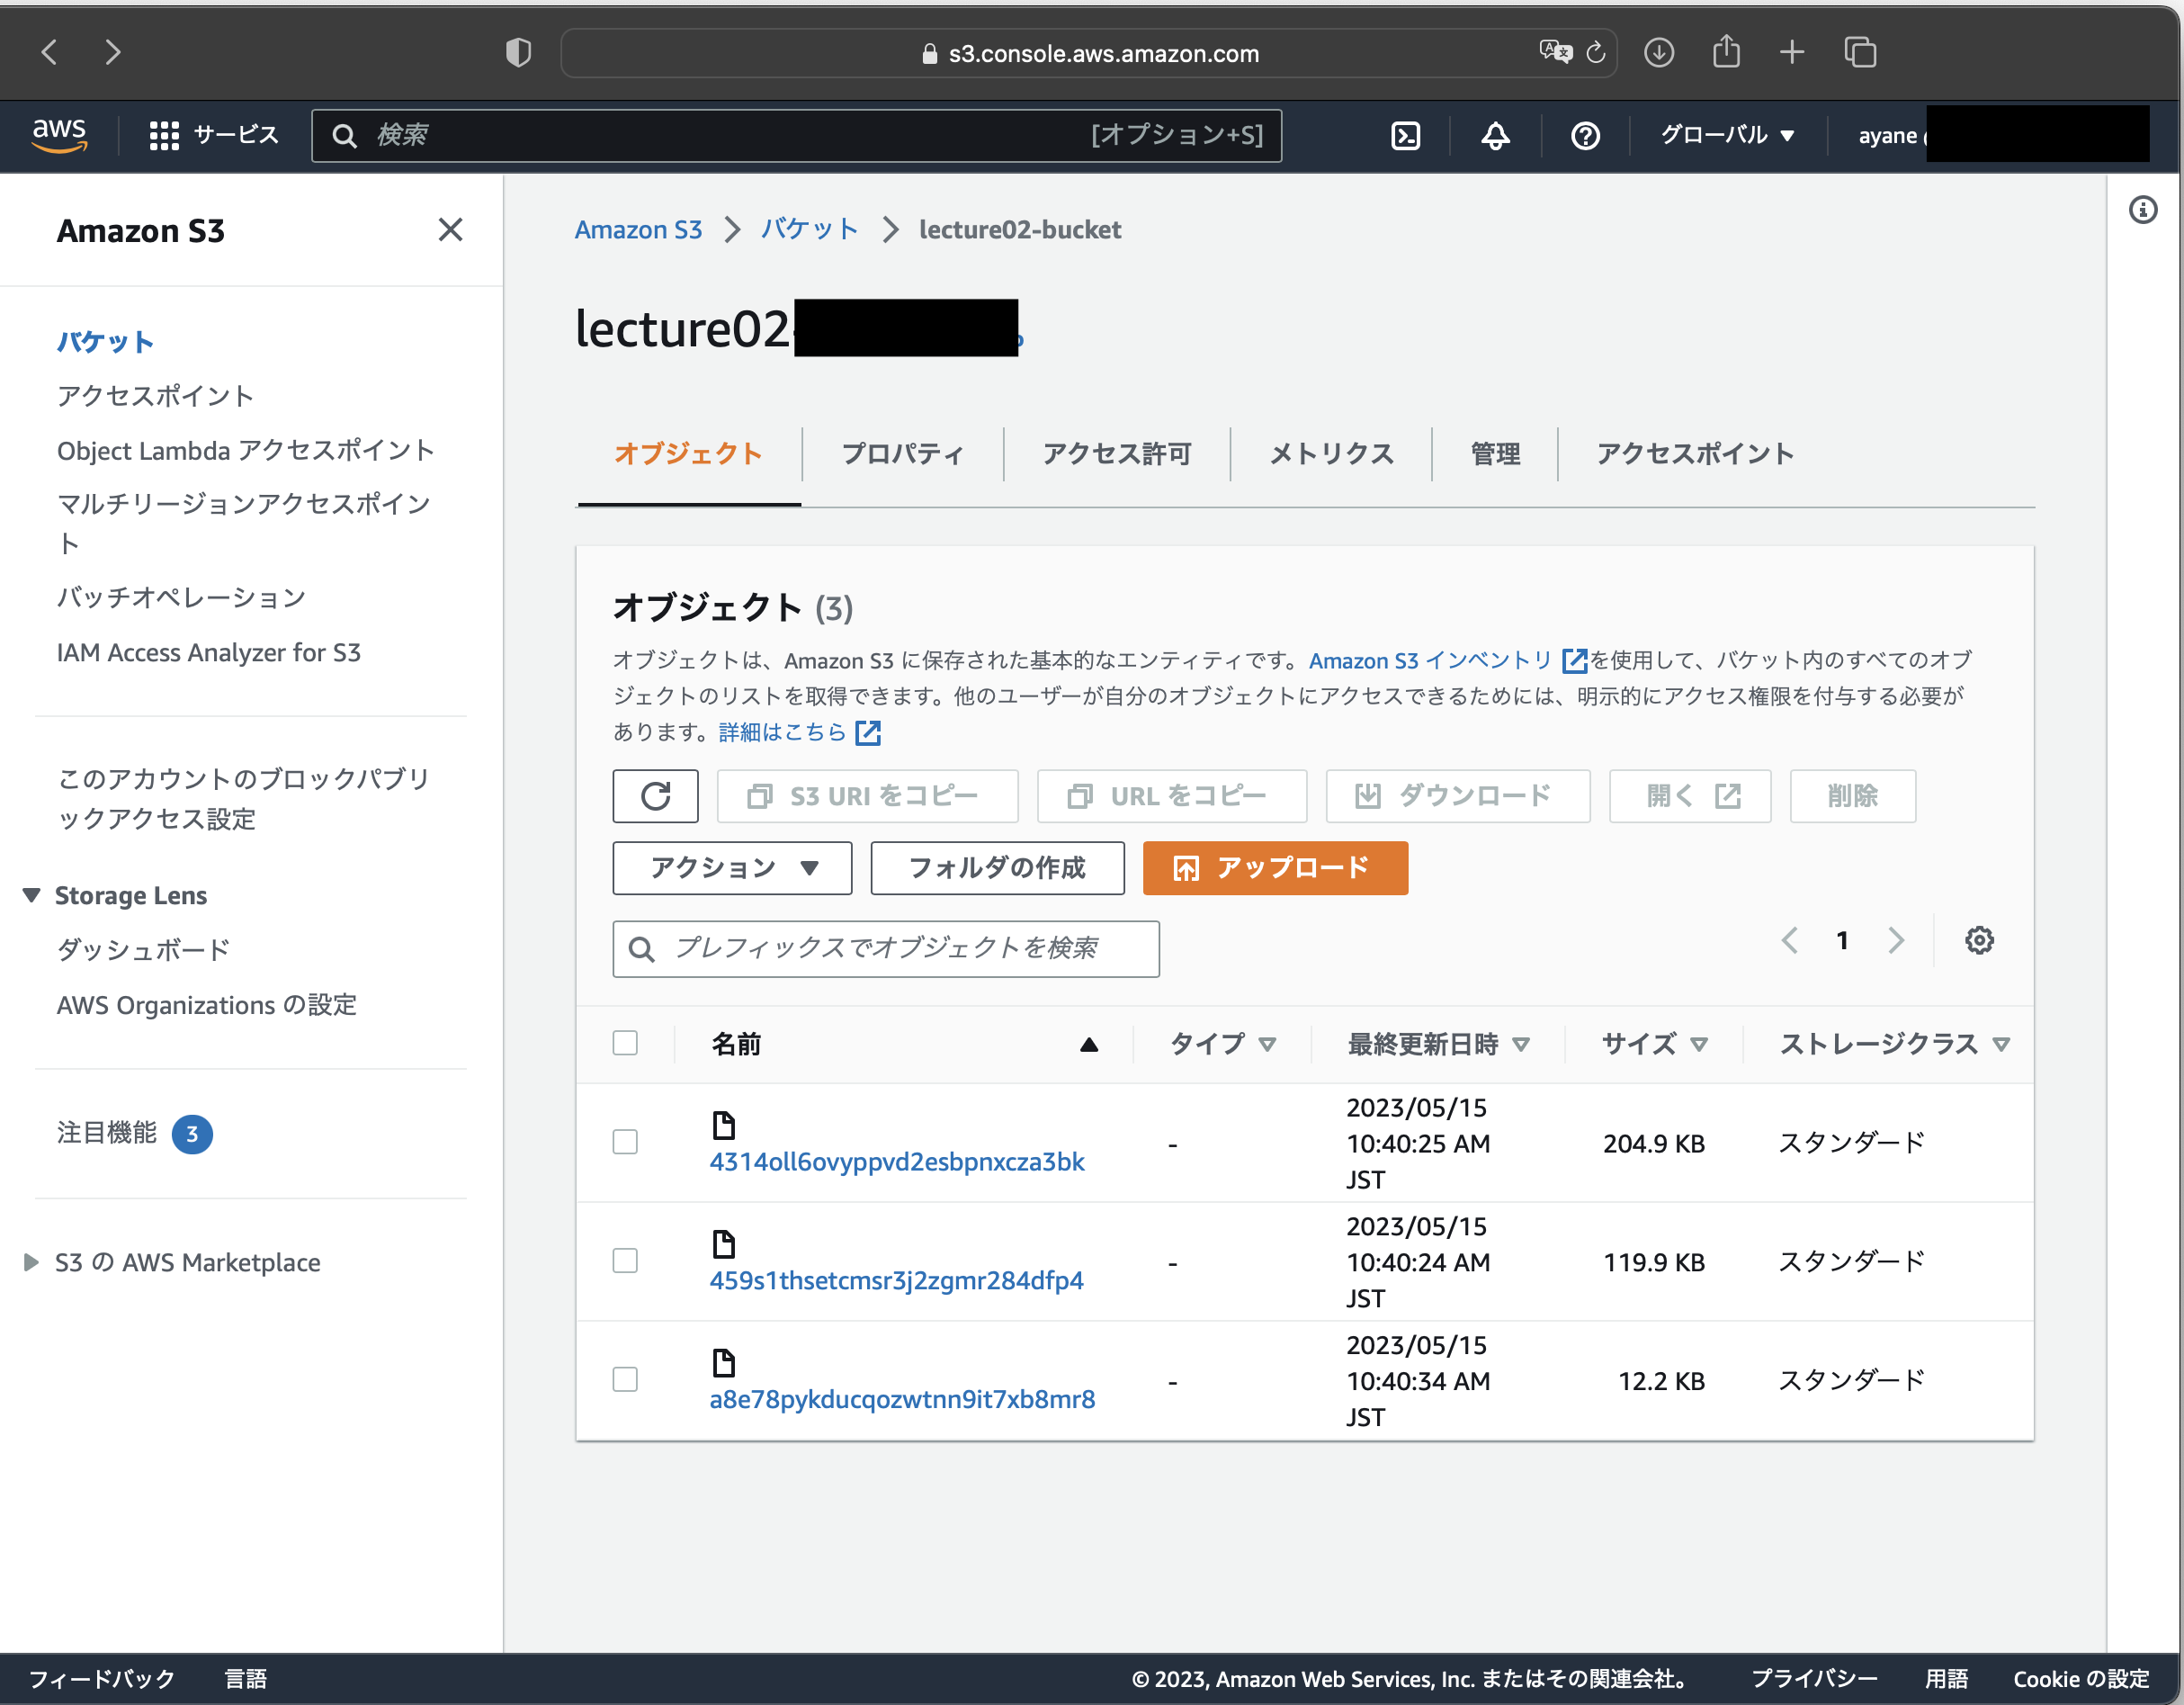 s3.console.aws.amazon.com
aws
サービス
検索
[オプション+S]
グローバル
ayane
Amazon S3
バケット
アクセスポイント
Object Lambda アクセスポイント
マルチリージョンアクセスポイン
ト
バッチオペレーション
IAM Access Analyzer for S3
このアカウントのブロックパブリ
ックアクセス設定
Storage Lens
ダッシュボード
AWS Organizations の設定
注目機能 3
S3 の AWS Marketplace
Amazon S3 バケット lecture02-bucket
lecture02-
オブジェクト
プロパティ
アクセス許可
メトリクス
管理
アクセスポイント
オブジェクト (3)
オブジェクトは、Amazon S3 に保存された基本的なエンティティです。Amazon S3 インベントリ を使用して、バケット内のすべてのオブ
ジェクトのリストを取得できます。他のユーザーが自分のオブジェクトにアクセスできるためには、明示的にアクセス権限を付与する必要が
あります。詳細はこちら
S3 URI をコピー
URL をコピー
ダウンロード
開く
削除
アクション
フォルダの作成
アップロード
プレフィックスでオブジェクトを検索
1
名前 タイプ 最終更新日時 サイズ ストレージクラス
4314oll6ovyppvd2esbpnxcza3bk
-
2023/05/15
10:40:25 AM
JST
204.9 KB
スタンダード
459s1thsetcmsr3j2zgmr284dfp4
-
2023/05/15
10:40:24 AM
JST
119.9 KB
スタンダード
a8e78pykducqozwtnn9it7xb8mr8
-
2023/05/15
10:40:34 AM
JST
12.2 KB
スタンダード
フィードバック
言語
© 2023, Amazon Web Services, Inc. またはその関連会社。
プライバシー
用語
Cookie の設定